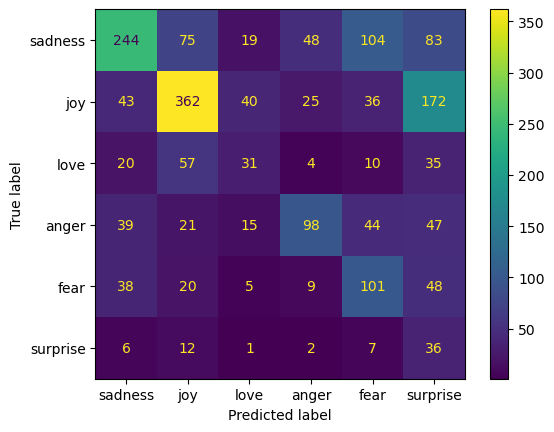 sadness 244 75 19 48 104 83
joy 43 362 40 25 36 172
love 20 57 31 4 10 35
anger 39 21 15 98 44 47
fear 38 20 5 9 101 48
surprise 6 12 1 2 7 36
sadness joy love anger fear surprise
Predicted label
True label
350
300
250
200
150
100
50